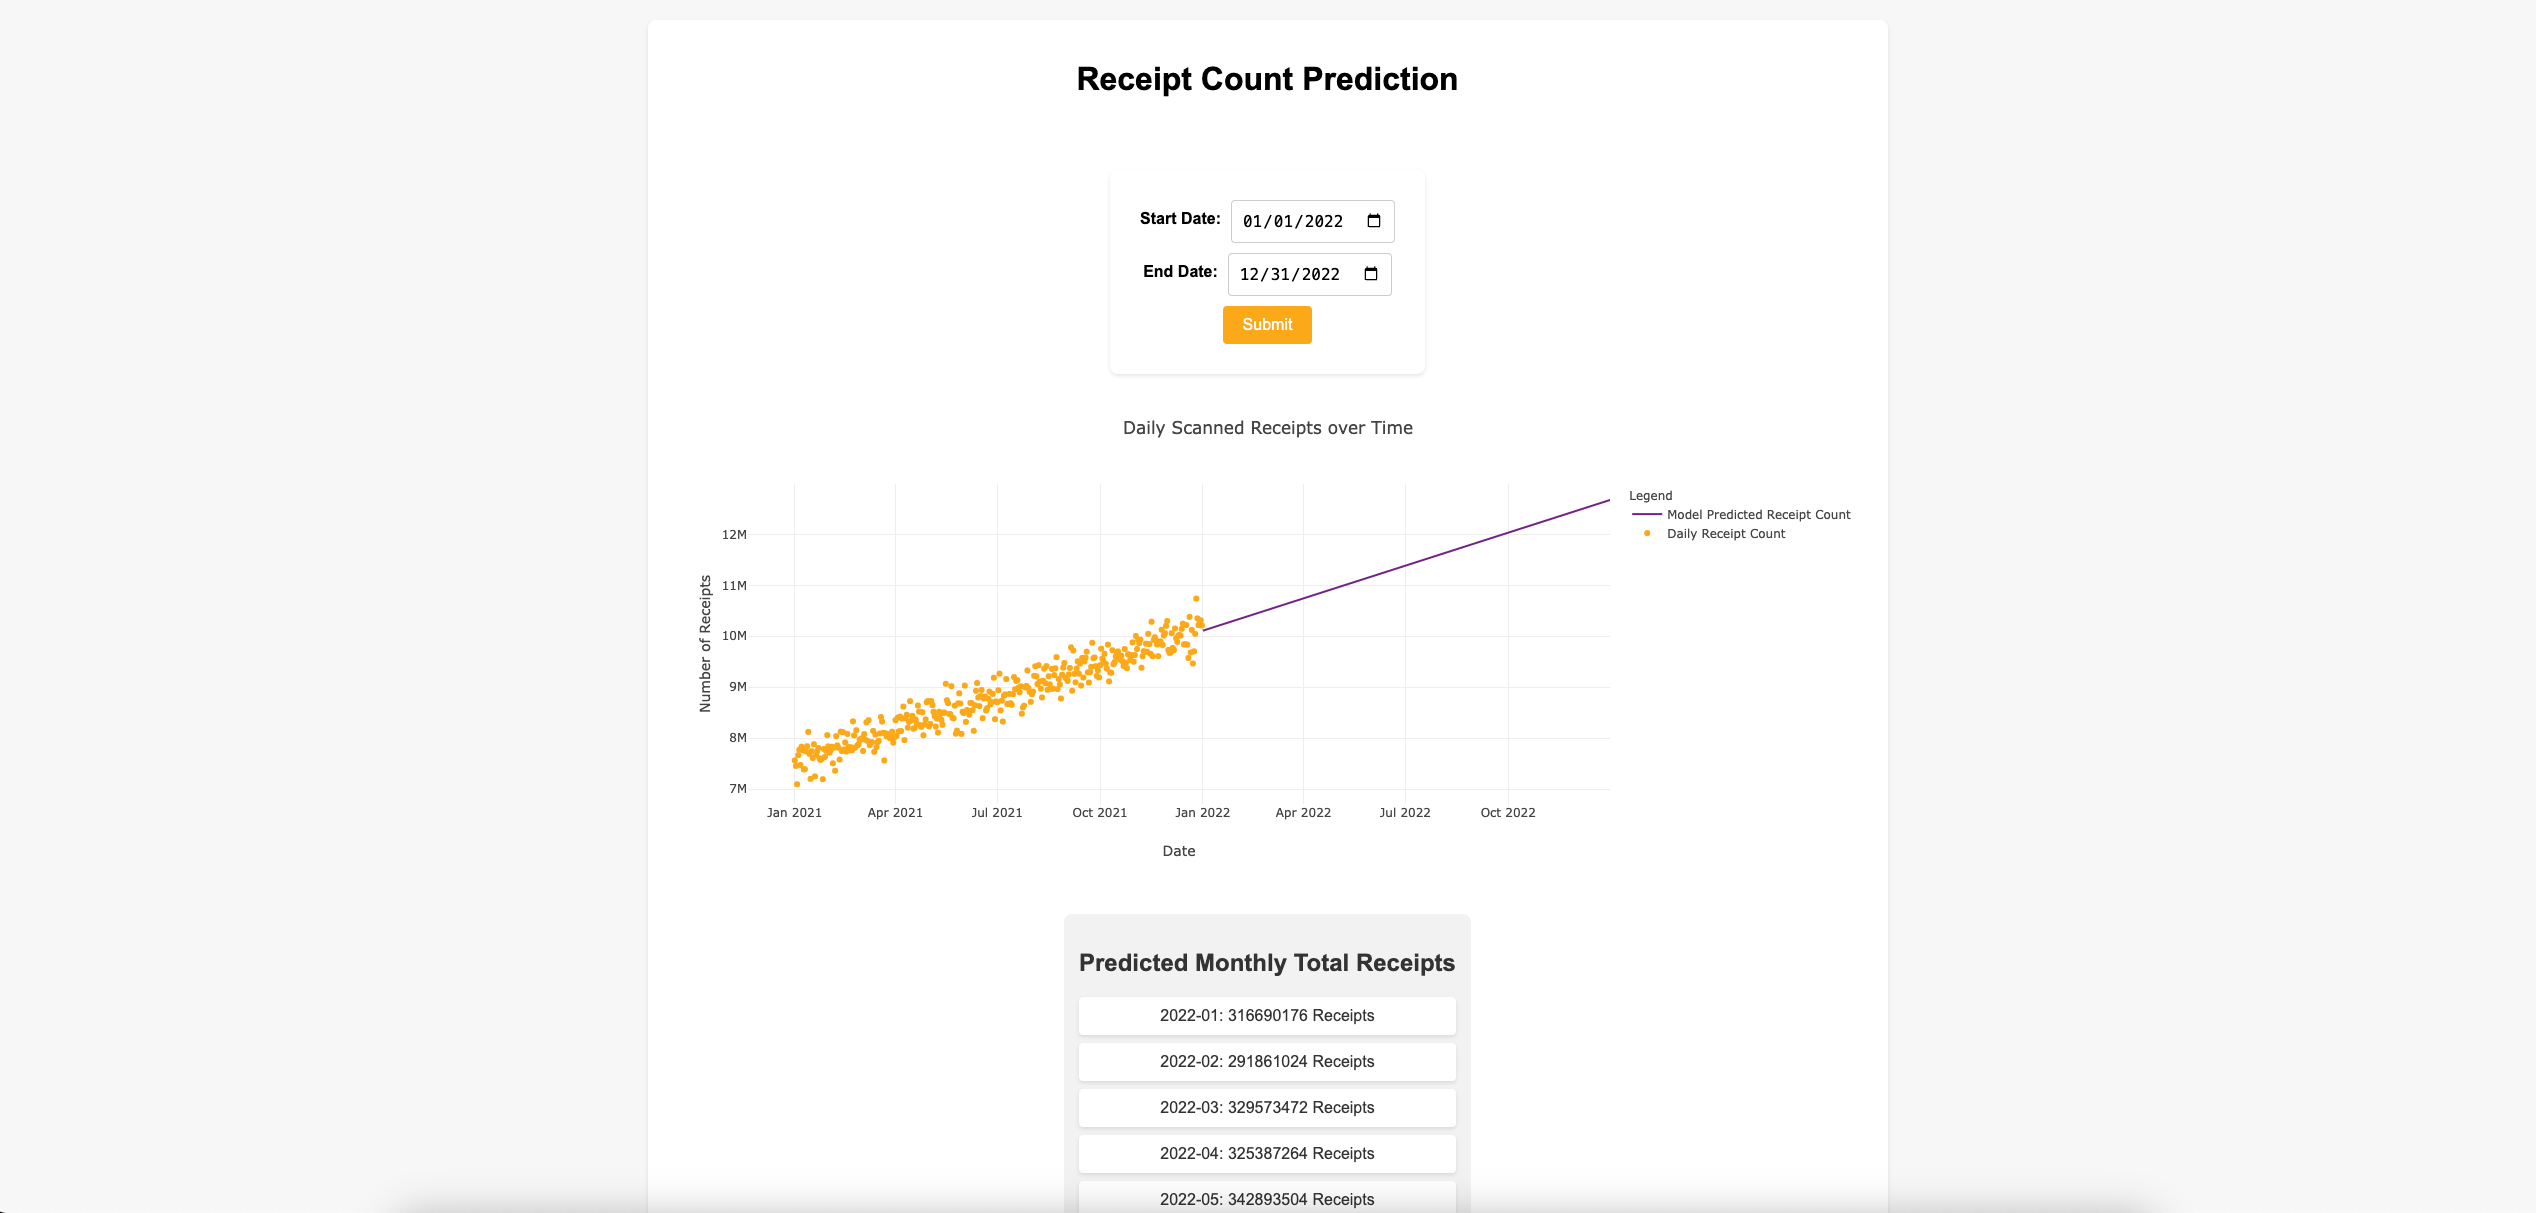 Receipt Count Prediction
Start Date: 01/01/2022
End Date: 12/31/2022
Submit
Daily Scanned Receipts over Time
Legend
Model Predicted Receipt Count
Daily Receipt Count
12M
11M
10M
9M
8M
7M
Number of Receipts
Jan 2021 Apr 2021 Jul 2021 Oct 2021 Jan 2022 Apr 2022 Jul 2022 Oct 2022
Date
Predicted Monthly Total Receipts
2022-01: 316690176 Receipts
2022-02: 291861024 Receipts
2022-03: 329573472 Receipts
2022-04: 325387264 Receipts
2022-05: 342893504 Receipts